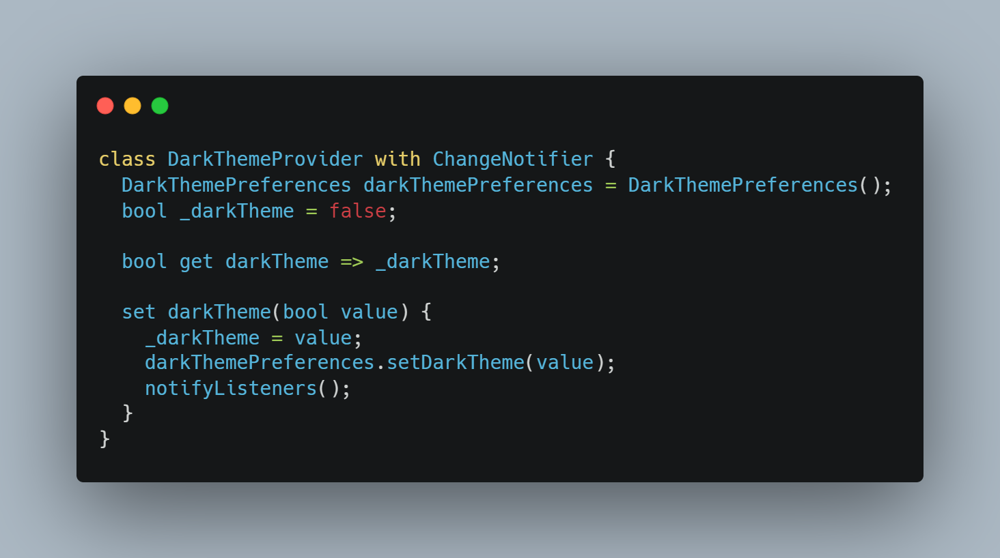 class DarkThemeProvider with ChangeNotifier {
  DarkThemePreferences darkThemePreferences = DarkThemePreferences();
  bool _darkTheme = false;

  bool get darkTheme => _darkTheme;

  set darkTheme(bool value) {
    _darkTheme = value;
    darkThemePreferences.setDarkTheme(value);
    notifyListeners();
  }
}